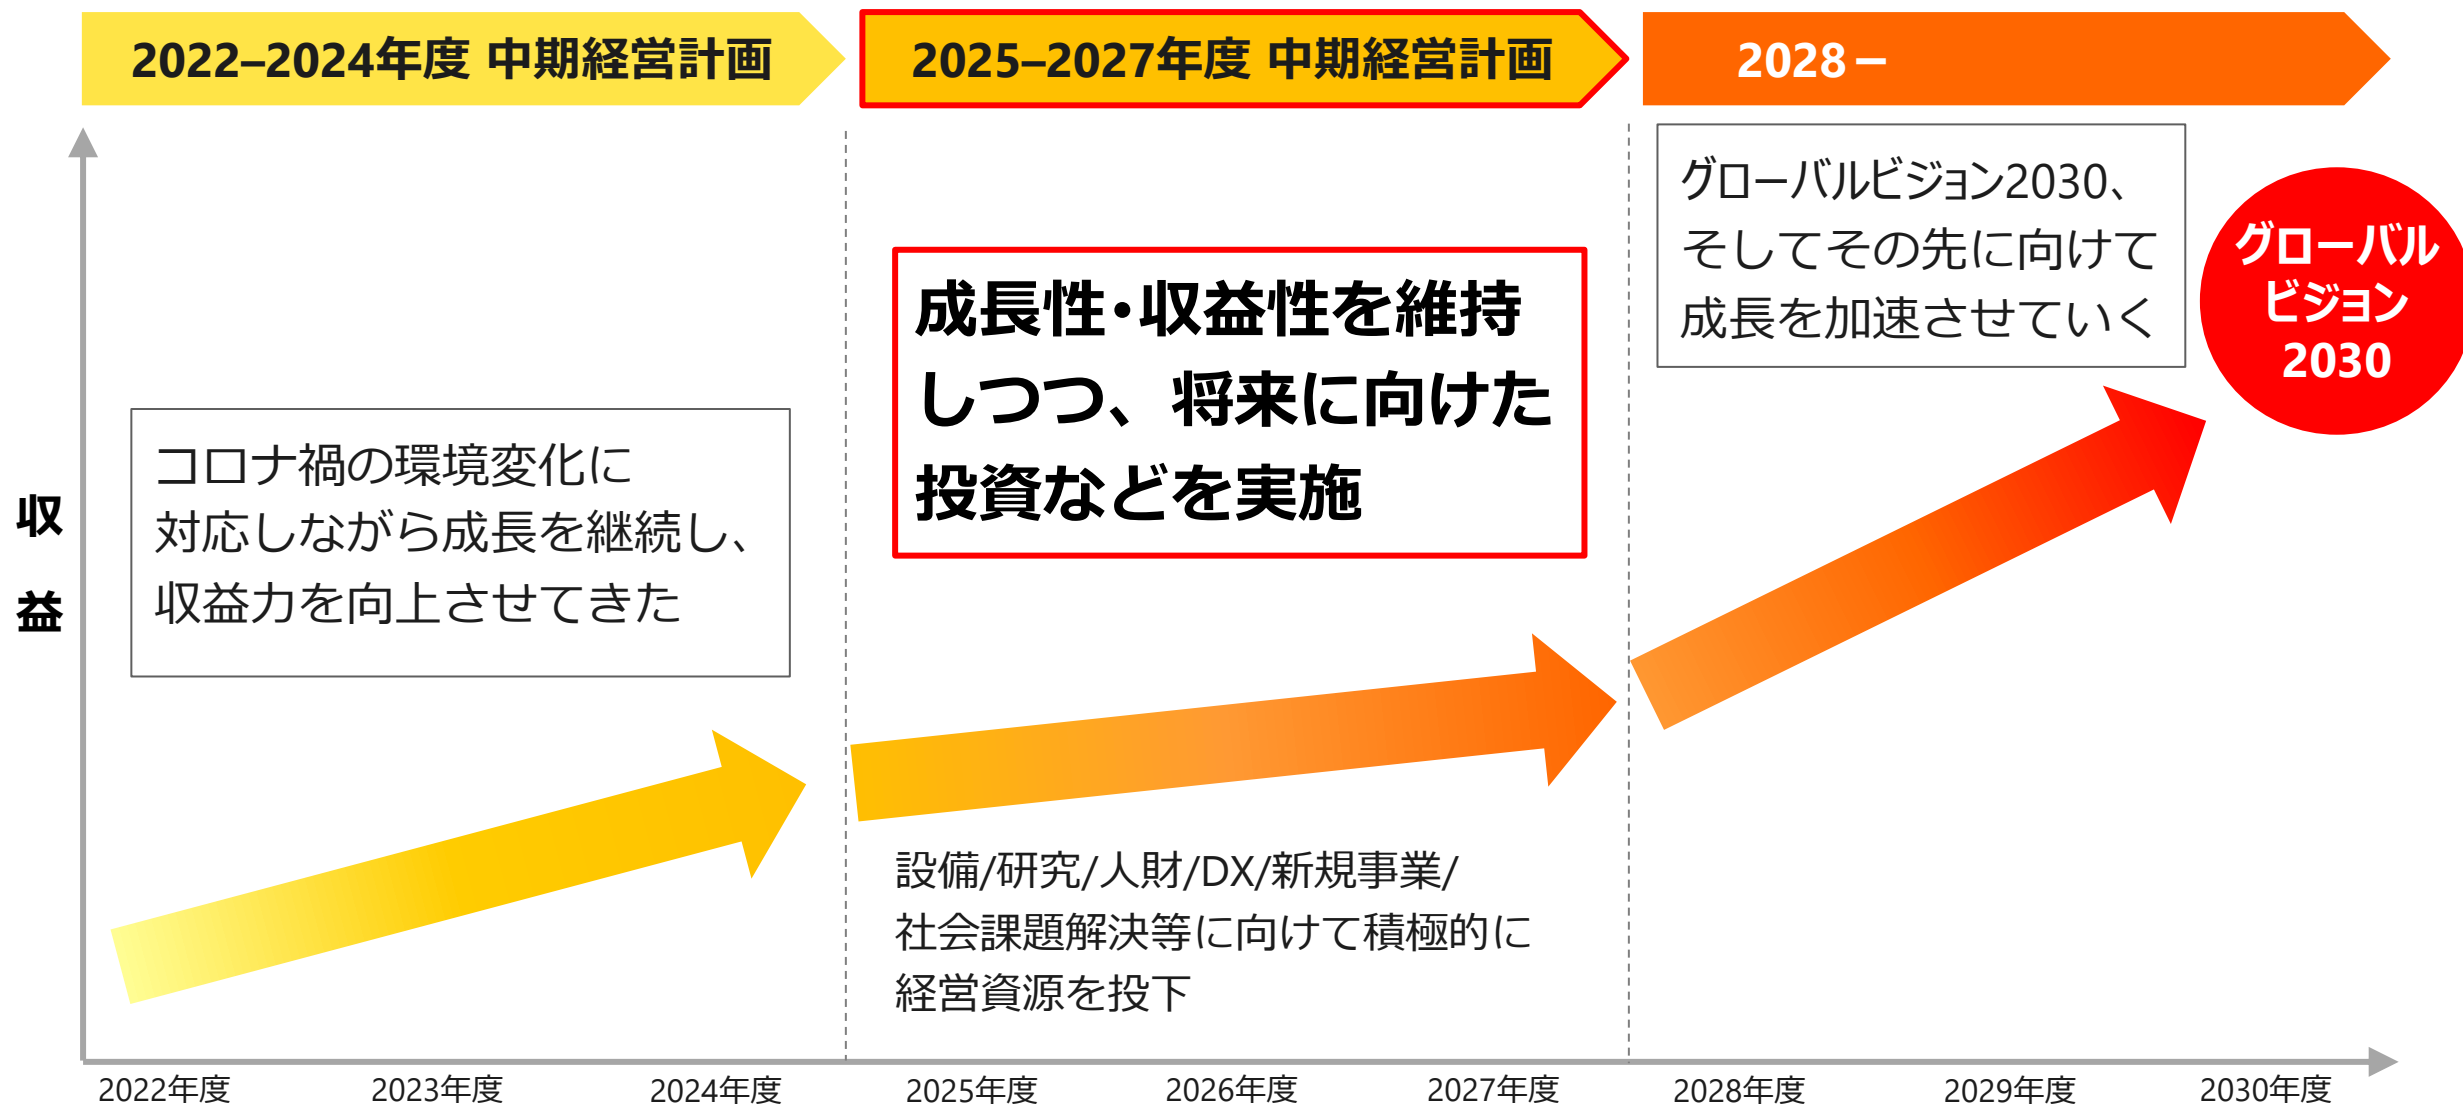 2022–2024年度 中期経営計画
2025–2027年度 中期経営計画
2028－
収
益
コロナ禍の環境変化に
対応しながら成長を継続し、
収益力を向上させてきた
成長性・収益性を維持
しつつ、将来に向けた
投資などを実施
設備/研究/人財/DX/新規事業/
社会課題解決等に向けて積極的に
経営資源を投下
グローバルビジョン2030、
そしてその先に向けて
成長を加速させていく
グローバル
ビジョン
2030
2022年度
2023年度
2024年度
2025年度
2026年度
2027年度
2028年度
2029年度
2030年度